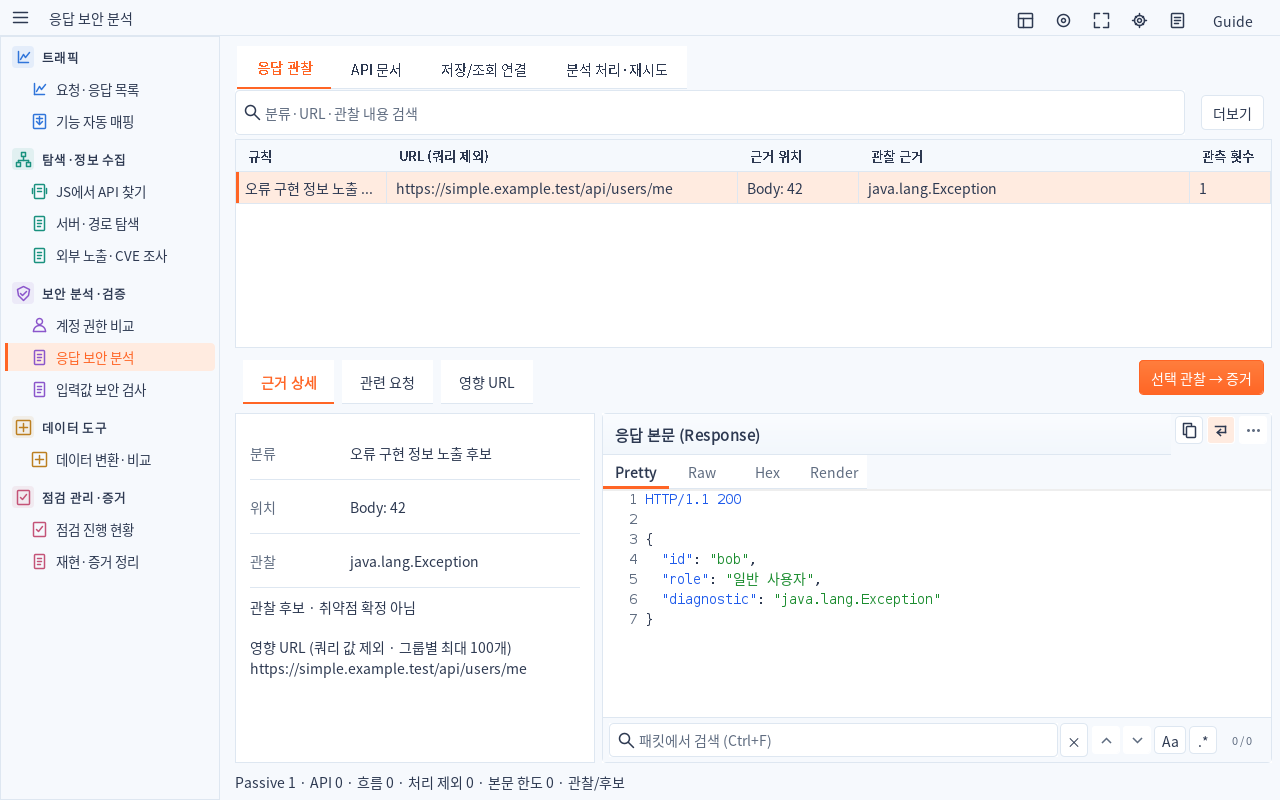 응답 보안 분석
Guide
트래픽
요청·응답 목록
기능 자동 매핑
탐색·정보 수집
JS에서 API 찾기
서버·경로 탐색
외부 노출·CVE 조사
보안 분석·검증
계정 권한 비교
응답 보안 분석
입력값 보안 검사
데이터 도구
데이터 변환·비교
점검 관리·증거
점검 진행 현황
재현·증거 정리
응답 관찰 API 문서 저장/조회 연결 분석 처리·재시도
분류·URL·관찰 내용 검색 더보기
규칙 URL (쿼리 제외) 근거 위치 관찰 근거 관측 횟수
오류 구현 정보 노출 ... https://simple.example.test/api/users/me Body: 42 java.lang.Exception 1
근거 상세 관련 요청 영향 URL 선택 관찰 → 증거
분류 오류 구현 정보 노출 후보
위치 Body: 42
관찰 java.lang.Exception
관찰 후보 · 취약점 확정 아님
영향 URL (쿼리 값 제외 · 그룹별 최대 100개)
https://simple.example.test/api/users/me
응답 본문 (Response)
Pretty Raw Hex Render
1 HTTP/1.1 200
2
3 {
4 "id": "bob",
5 "role": "일반 사용자",
6 "diagnostic": "java.lang.Exception"
7 }
패킷에서 검색 (Ctrl+F) Aa .* 0/0
Passive 1 · API 0 · 흐름 0 · 처리 제외 0 · 본문 한도 0 · 관찰/후보